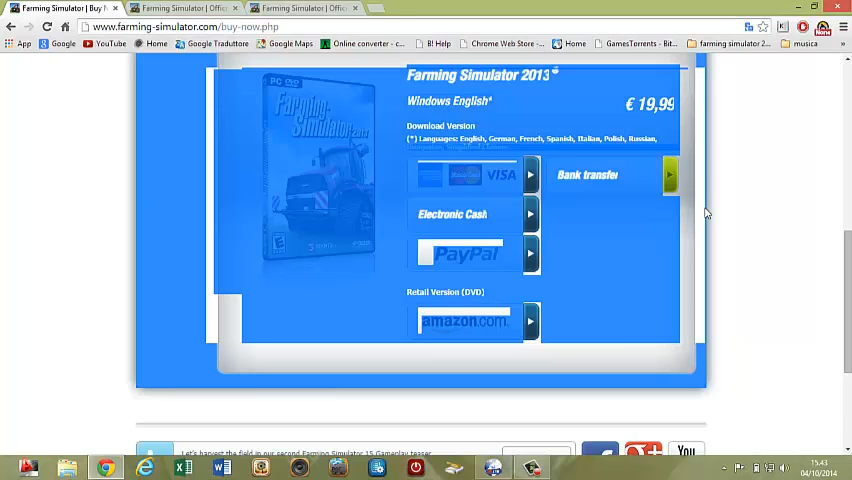 Farming Simulator | Buy N
Farming Simulator | Offici
Farming Simulator | Offici
www.farming-simulator.com/buy-now.php
App
Google
YouTube
Home
Google Traduttore
Google Maps
Online converter - c...
B! Help
Chrome Web Store - ...
Home
GamesTorrents - Bit...
farming simulator 2...
musica
None
PC DVD
Farming Simulator 2013
Windows English*
€ 19,99
Download Version
(*) Languages: English, German, French, Spanish, Italian, Polish, Russian,
VISA
Bank transfer
Electronic Cash
PayPal
Retail Version (DVD)
amazon.com
Let's harvest the field in our second Farming Simulator 15 Gameplay teaser
You
15.43
04/10/2014